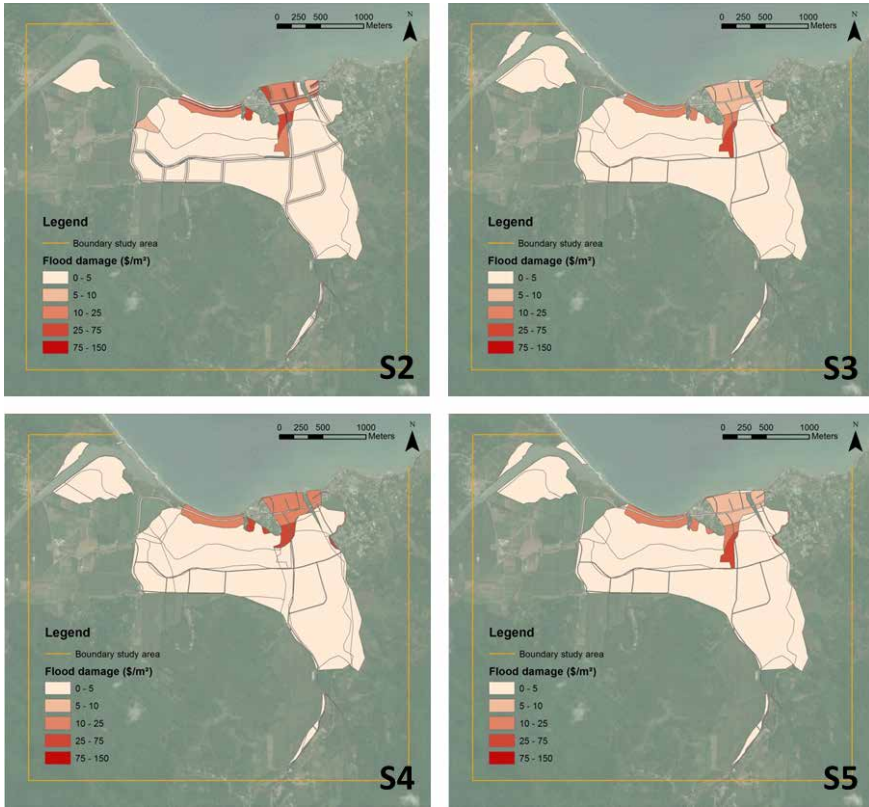 0 250 500 1000
Meters
N
Legend
Boundary study area
Flood damage ($/m²)
0 - 5
5 - 10
10 - 25
25 - 75
75 - 150
S2
0 250 500 1000
Meters
N
Legend
Boundary study area
Flood damage ($/m²)
0 - 5
5 - 10
10 - 25
25 - 75
75 - 150
S3
0 250 500 1000
Meters
N
Legend
Boundary study area
Flood damage ($/m²)
0 - 5
5 - 10
10 - 25
25 - 75
75 - 150
S4
0 250 500 1000
Meters
N
Legend
Boundary study area
Flood damage ($/m²)
0 - 5
5 - 10
10 - 25
25 - 75
75 - 150
S5